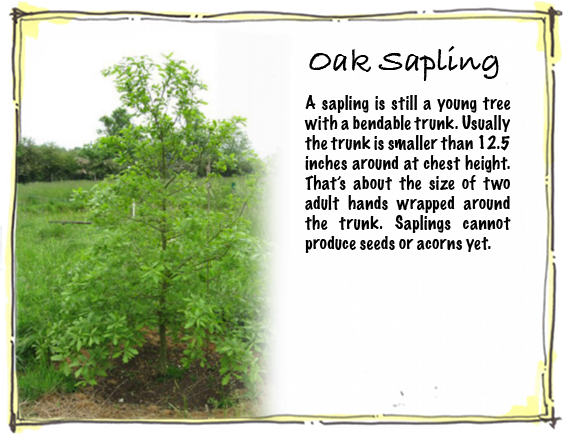 Oak Sapling
A sapling is still a young tree
with a bendable trunk. Usually
the trunk is smaller than 12.5
inches around at chest height.
That's about the size of two
adult hands wrapped around
the trunk. Saplings cannot
produce seeds or acorns yet.